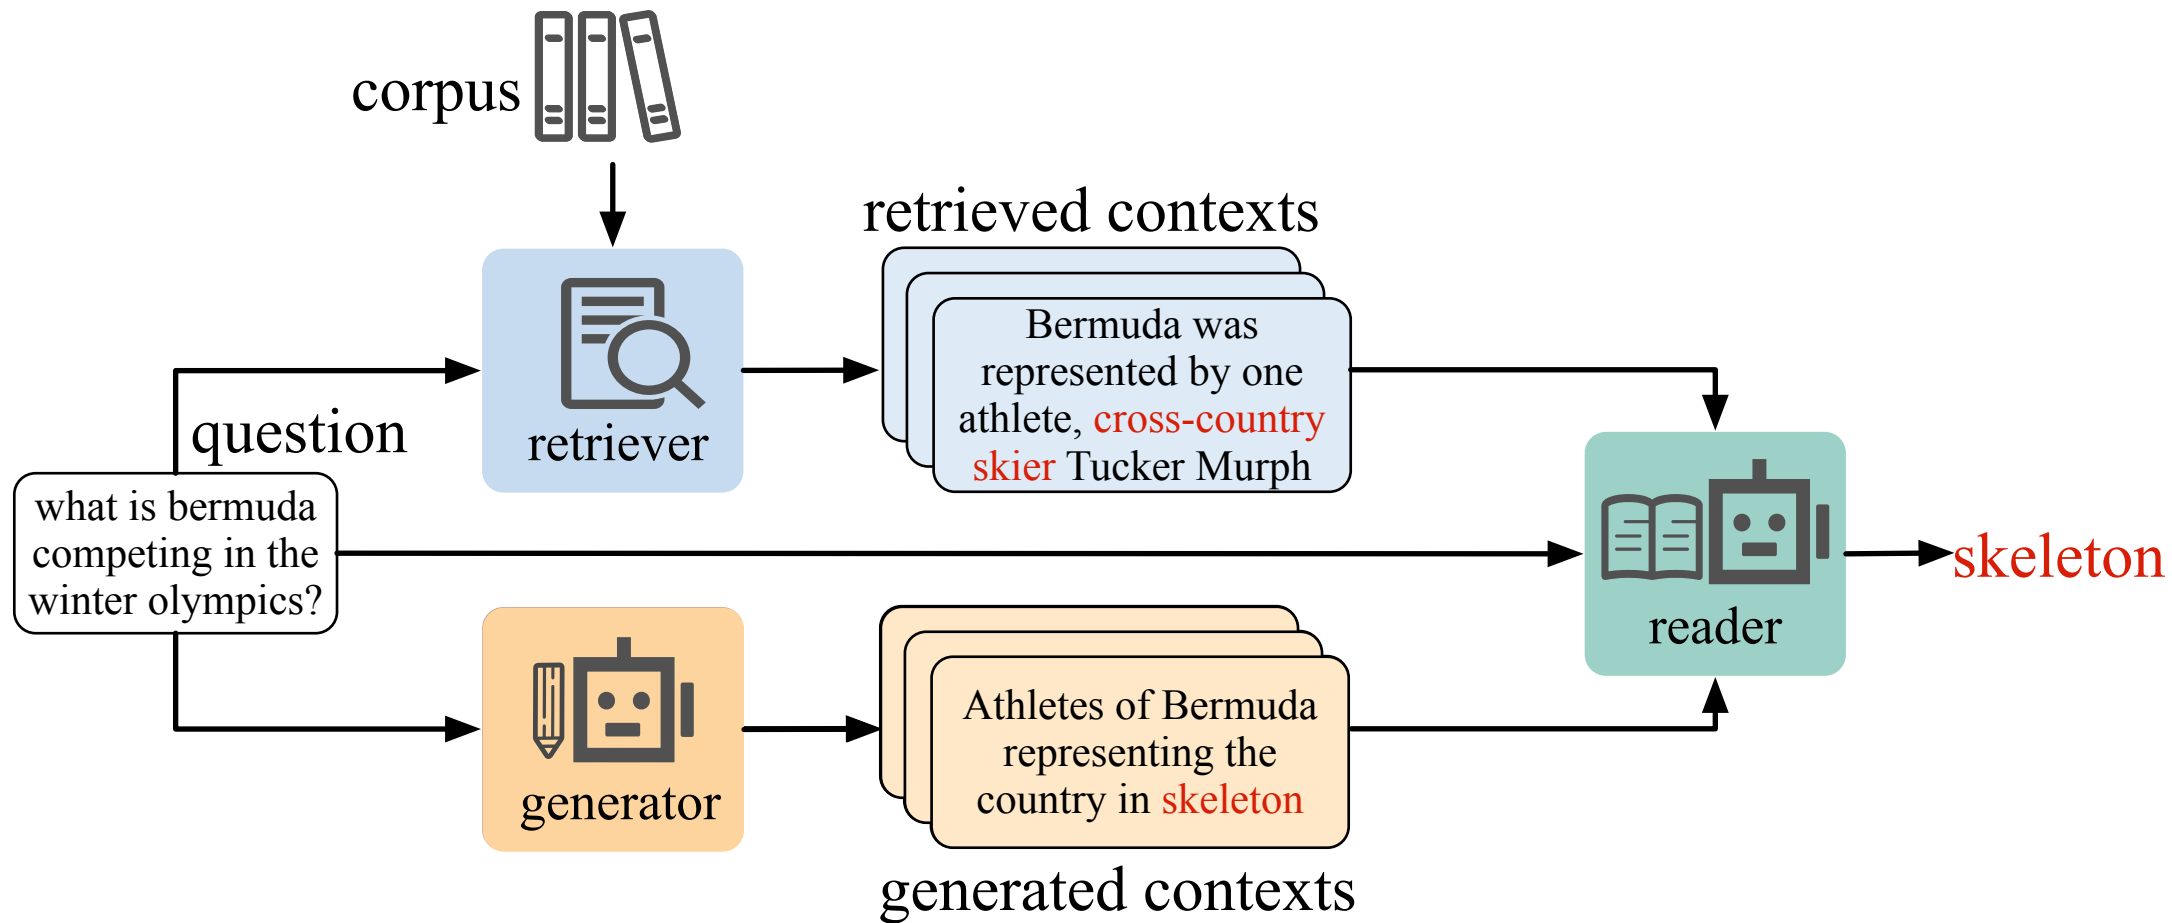 corpus
retrieved contexts
Bermuda was
represented by one
athlete, cross-country
skier Tucker Murph
retriever
question
what is bermuda
competing in the
winter olympics?
skeleton
reader
generator
Athletes of Bermuda
representing the
country in skeleton
generated contexts